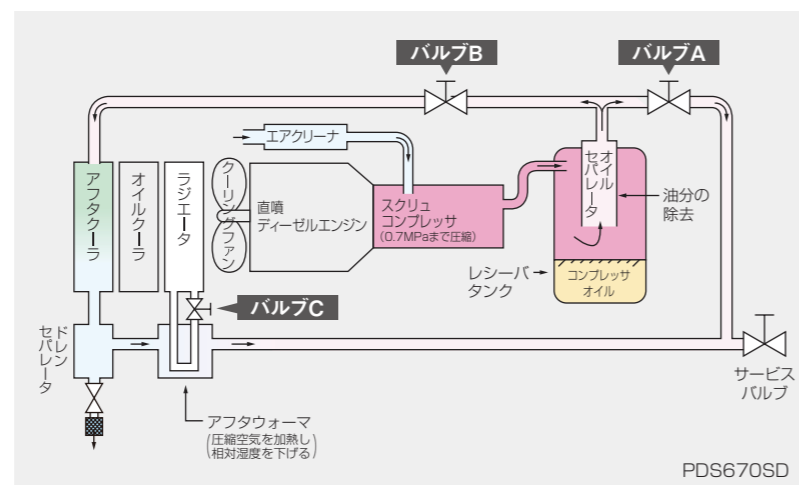 バルブB
バルブA
エアクリーナ
アフタクーラ
オイルクーラ
ラジエータ
クーリングファン
直噴
ディーゼルエンジン
スクリュ
コンプレッサ
(0.7MPaまで圧縮)
オイル
セパレータ
油分の
除去
レシーバ
タンク
コンプレッサ
オイル
バルブC
ドレン
セパレータ
サービス
バルブ
アフタウォーマ
(圧縮空気を加熱し
相対湿度を下げる)
PDS670SD